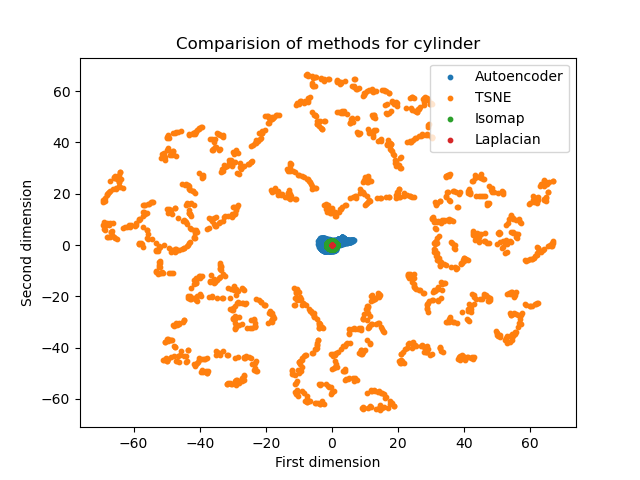 Comparision of methods for cylinder
Autoencoder
TSNE
Isomap
Laplacian
Second dimension
60
40
20
0
−20
−40
−60
−60
−40
−20
0
20
40
60
First dimension